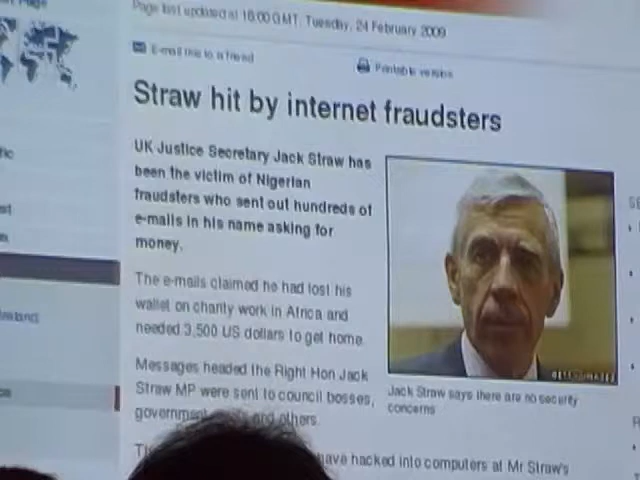 Page last updated at 16:00 GMT, Tuesday, 24 February 2009
E-mail this to a friend
Printable version
Straw hit by internet fraudsters
UK Justice Secretary Jack Straw has
been the victim of Nigerian
fraudsters who sent out hundreds of
e-mails in his name asking for
money.
The e-mails claimed he had lost his
wallet on charity work in Africa and
needed 3,500 US dollars to get home.
Messages headed the Right Hon Jack
Straw MP were sent to council bosses,
government and others.
have hacked into computers at Mr Straw's
Jack Straw says there are no security
concerns